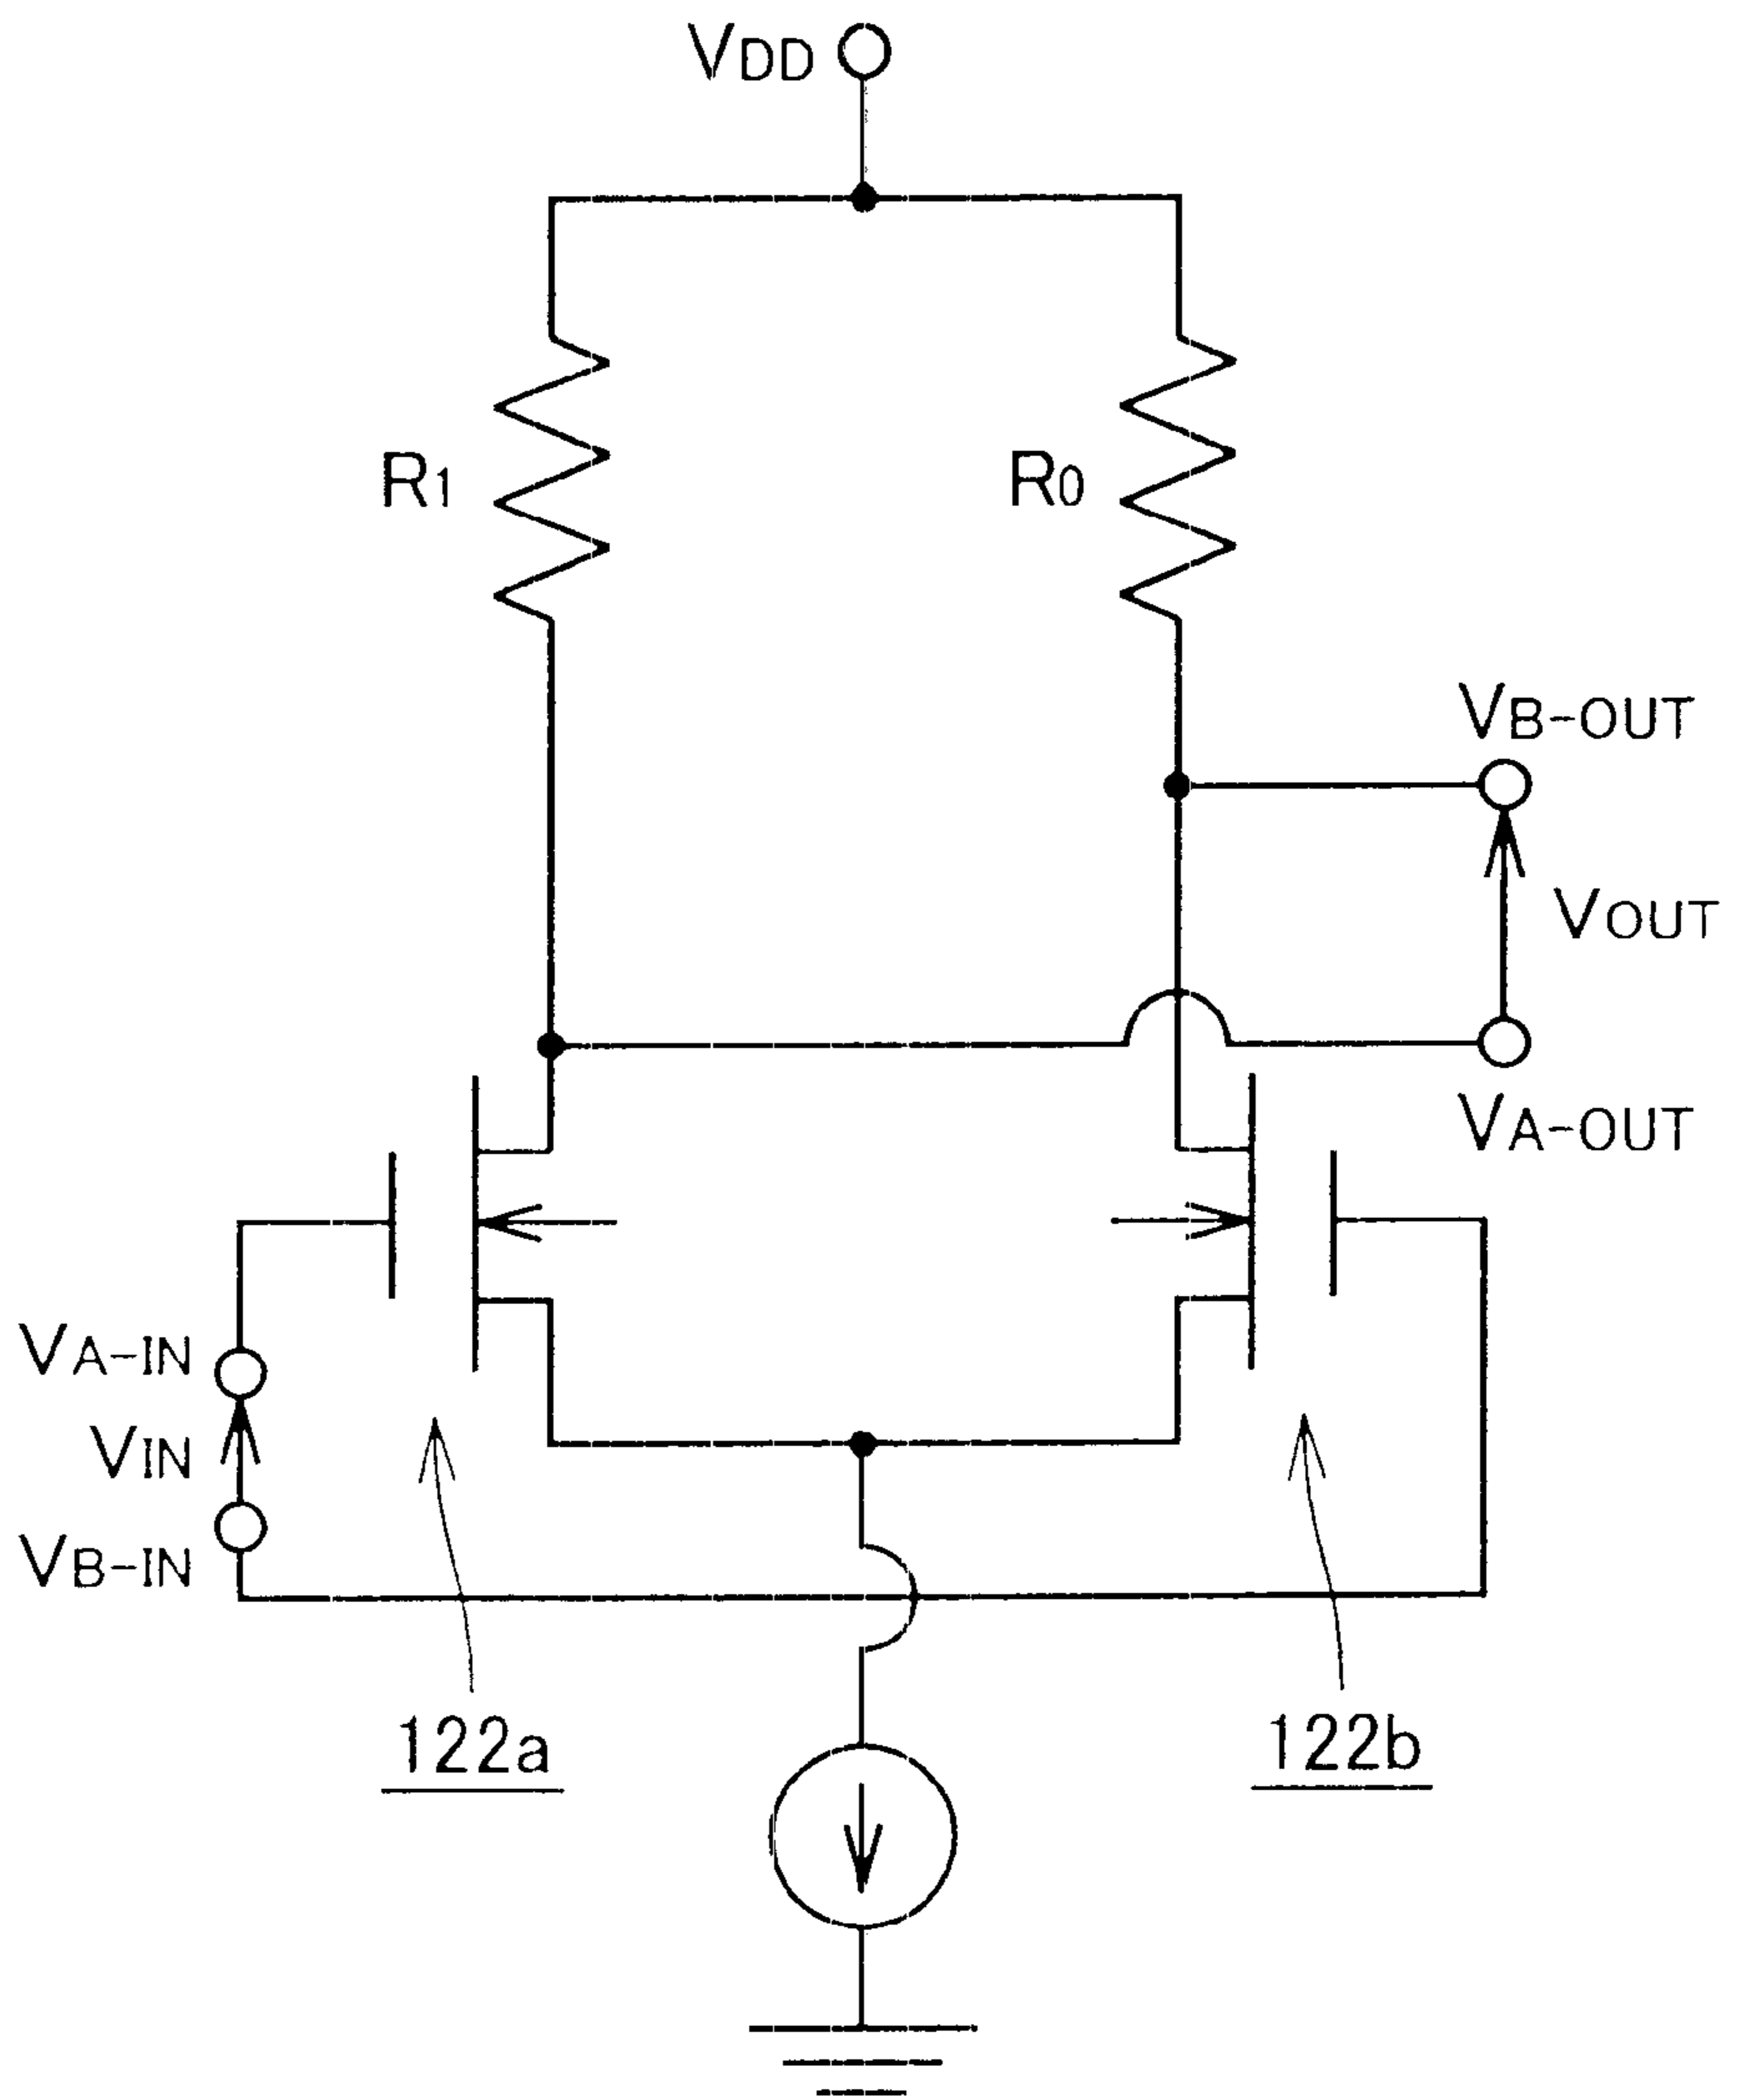 VDD
R1
R0
VB-OUT
VOUT
VA-OUT
VA-IN
VIN
VB-IN
122a
122b